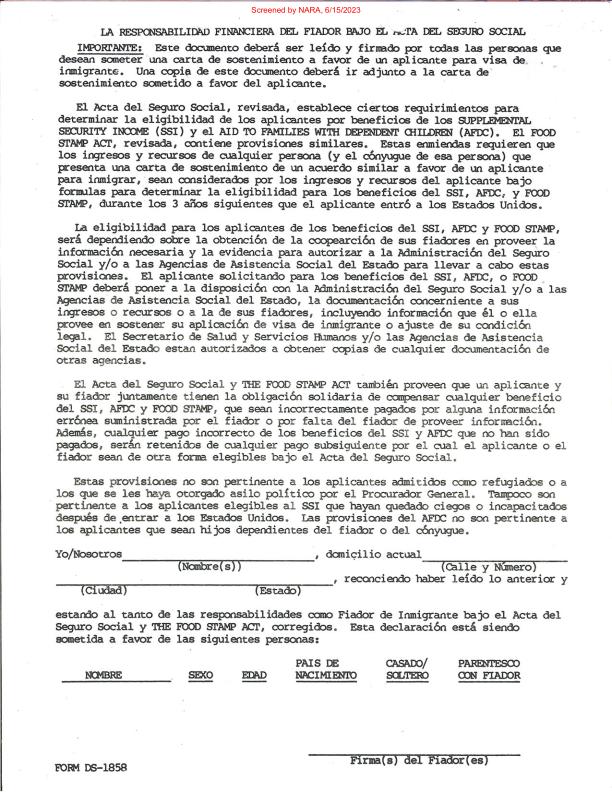 Screened by NARA, 6/15/2023
LA RESPONSABILIDAD FINANCIERA DEL FIADOR BAJO EL ACTA DEL SEGURO SOCIAL
IMPORTANTE: Este documento deberá ser leído y firmado por todas las personas que
desean someter una carta de sostenimiento a favor de un aplicante para visa de
inmigrante. Una copia de este documento deberá ir adjunto a la carta de
sostenimiento sometido a favor del aplicante.
El Acta del Seguro Social, revisada, establece ciertos requirimientos para
determinar la eligibilidad de los aplicantes por beneficios de los SUPPLEMENTAL
SECURITY INCOME (SSI) y el AID TO FAMILIES WITH DEPENDENT CHILDREN (AFDC). El FOOD
STAMP ACT, revisada, contiene provisiones similares. Estas enmiendas requieren que
los ingresos y recursos de cualquier persona (y el cónyugue de esa persona) que
presenta una carta de sostenimiento de un acuerdo similar a favor de un aplicante
para inmigrar, sean considerados por los ingresos y recursos del aplicante bajo
formulas para determinar la eligibilidad para los beneficios del SSI, AFDC, y FOOD
STAMP, durante los 3 años siguientes que el aplicante entró a los Estados Unidos.
La eligibilidad para los aplicantes de los beneficios del SSI, AFDC y FOOD STAMP,
será dependiendo sobre la obtención de la coopearción de sus fiadores en proveer la
información necesaria y la evidencia para autorizar a la Administración del Seguro
Social y/o a las Agencias de Asistencia Social del Estado para llevar a cabo estas
provisiones. El aplicante solicitando para los beneficios del SSI, AFDC, o FOOD
STAMP deberá poner a la disposición con la Administración del Seguro Social y/o a las
Agencias de Asistencia Social del Estado, la documentación concerniente a sus
ingresos o recursos o a la de sus fiadores, incluyendo información que él o ella
provee en sostener su aplicación de visa de inmigrante o ajuste de su condición
legal. El Secretario de Salud y Servicios Humanos y/o las Agencias de Asistencia
Social del Estado estan autorizados a obtener copias de cualquier documentación de
otras agencias.
El Acta del Seguro Social y THE FOOD STAMP ACT también proveen que un aplicante y
su fiador juntamente tienen la obligación solidaria de compensar cualquier beneficio
del SSI, AFDC y FOOD STAMP, que sean incorrectamente pagados por alguna información
errónea suministrada por el fiador o por falta del fiador de proveer información.
Además, cualquier pago incorrecto de los beneficios del SSI y AFDC que no han sido
pagados, serán retenidos de cualquier pago subsiguiente por el cual el aplicante o el
fiador sean de otra forma elegibles bajo el Acta del Seguro Social.
Estas provisiones no son pertinente a los aplicantes admitidos como refugiados o a
los que se les haya otorgado asilo político por el Procurador General. Tampoco son
pertinente a los aplicantes elegibles al SSI que hayan quedado ciegos o incapacitados
después de entrar a los Estados Unidos. Las provisiones del AFDC no son pertinente a
los aplicantes que sean hijos dependientes del fiador o del cónyugue.
Yo/Nosotros , domicilio actual
(Nombre(s)) (Calle y Número)
, reconciendo haber leído lo anterior y
(Ciudad) (Estado)
estando al tanto de las responsabilidades como Fiador de Inmigrante bajo el Acta del
Seguro Social y THE FOOD STAMP ACT, corregidos. Esta declaración está siendo
sometida a favor de las siguientes personas:
PAIS DE CASADO/ PARENTESCO
NOMBRE SEXO EDAD NACIMIENTO SOLTERO CON FIADOR
Firma(s) del Fiador(es)
FORM DS-1858